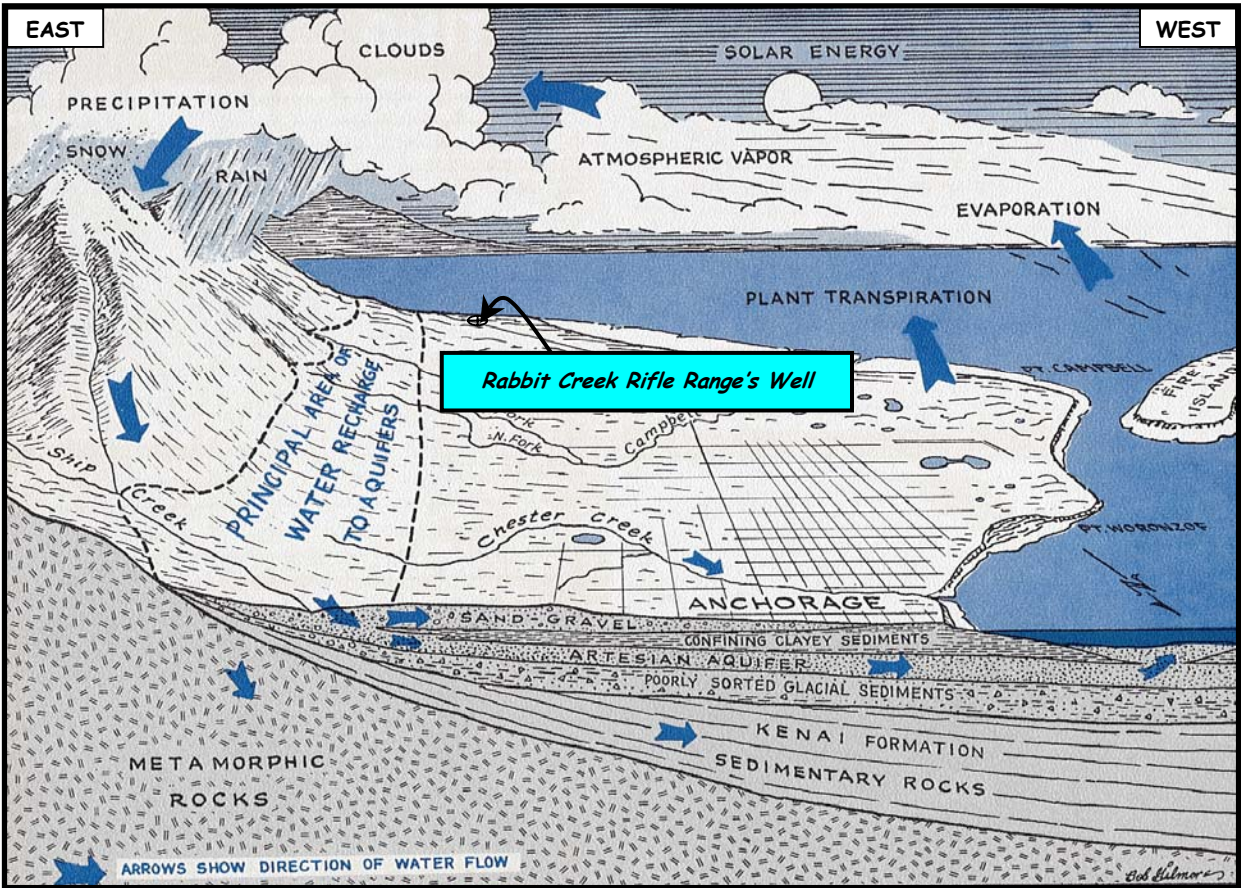 EAST
WEST
CLOUDS
SOLAR ENERGY
PRECIPITATION
SNOW
RAIN
ATMOSPHERIC VAPOR
EVAPORATION
PLANT TRANSPIRATION
PT. CAMPBELL
FIRE
ISLAND
Rabbit Creek Rifle Range's Well
PRINCIPAL AREA OF
WATER RECHARGE
TO AQUIFERS
N. Fork
Campbell
Ship
Creek
Chester Creek
PT. WORONZOF
N
ANCHORAGE
SAND-GRAVEL
CONFINING CLAYEY SEDIMENTS
ARTESIAN AQUIFER
POORLY SORTED GLACIAL SEDIMENTS
KENAI FORMATION
SEDIMENTARY ROCKS
METAMORPHIC
ROCKS
ARROWS SHOW DIRECTION OF WATER FLOW
Bob Gilmore